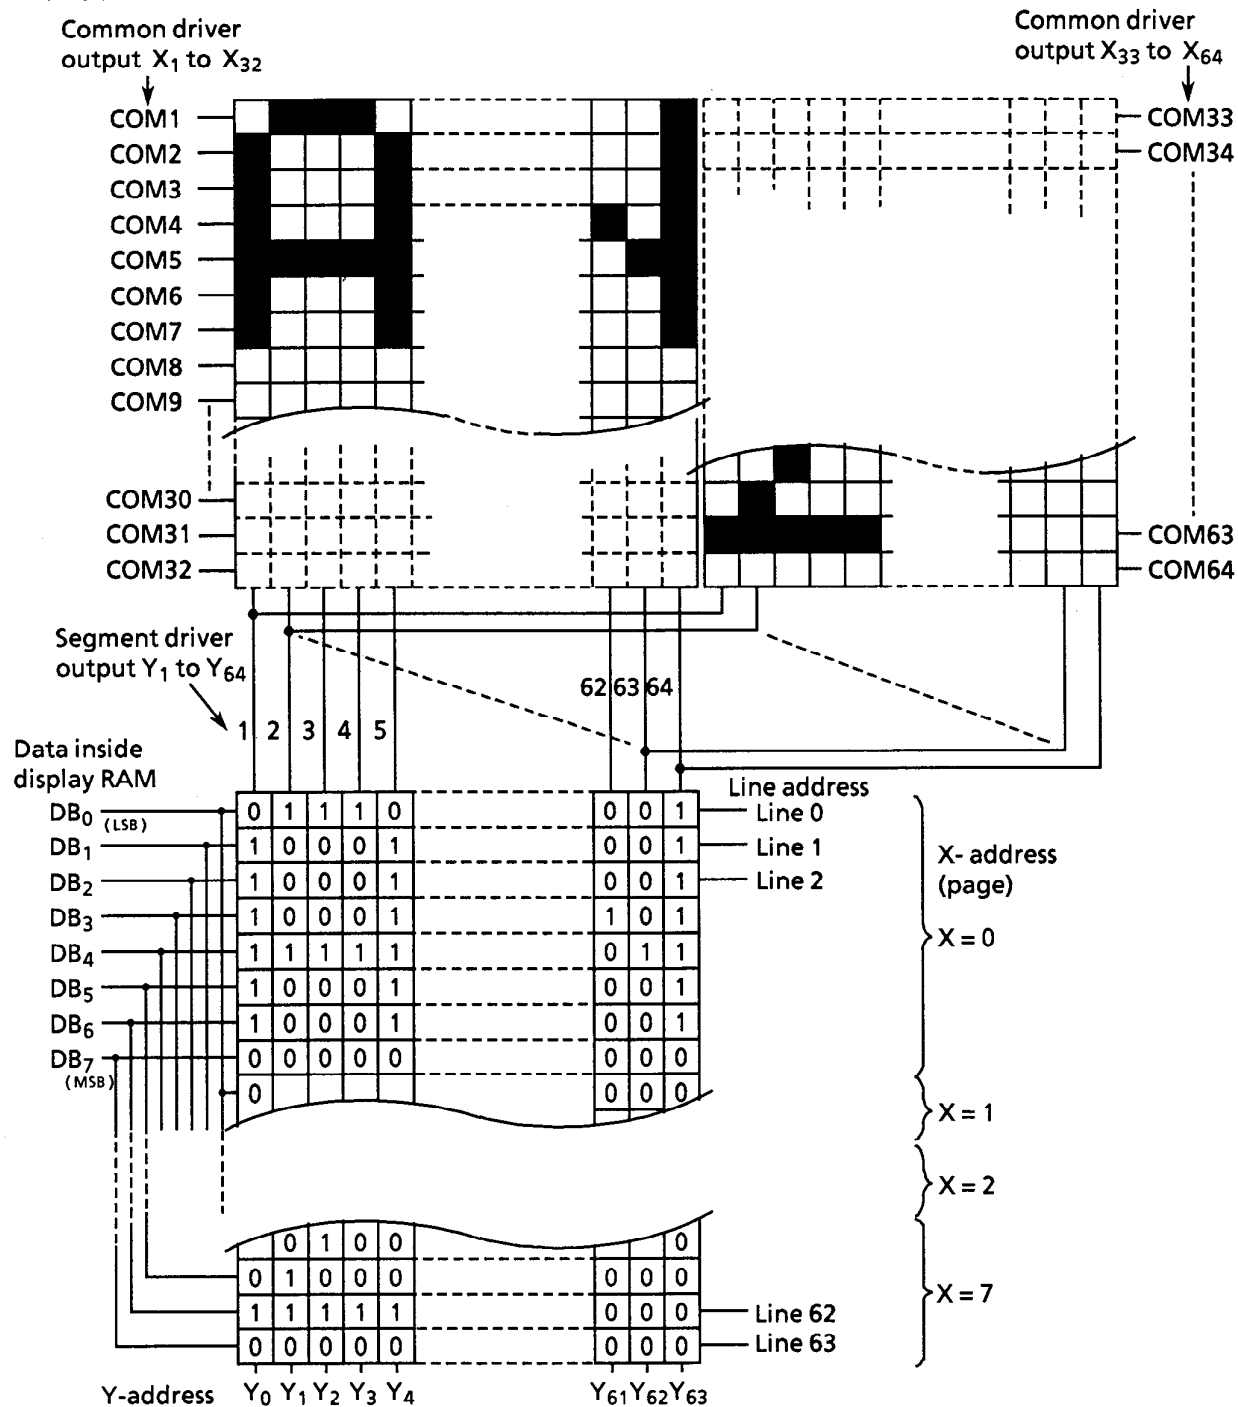 Common driver
output X1 to X32
Common driver
output X33 to X64
COM1
COM2
COM3
COM4
COM5
COM6
COM7
COM8
COM9
COM30
COM31
COM32
COM33
COM34
COM63
COM64
Segment driver
output Y1 to Y64
1 2 3 4 5
62 63 64
Data inside
display RAM
Line address
DB0 (LSB) 0 1 1 1 0 0 0 1 Line 0
DB1 1 0 0 0 1 0 0 1 Line 1
DB2 1 0 0 0 1 0 0 1 Line 2
DB3 1 0 0 0 1 1 0 1
DB4 1 1 1 1 1 0 1 1
DB5 1 0 0 0 1 0 0 1
DB6 1 0 0 0 1 0 0 1
DB7 (MSB) 0 0 0 0 0 0 0 0
0 0 0 0
X- address
(page)
X = 0
X = 1
X = 2
X = 7
0 1 0 0 0
0 1 0 0 0 0 0 0
1 1 1 1 1 0 0 0 Line 62
0 0 0 0 0 0 0 0 Line 63
Y-address Y0 Y1 Y2 Y3 Y4 Y61 Y62 Y63